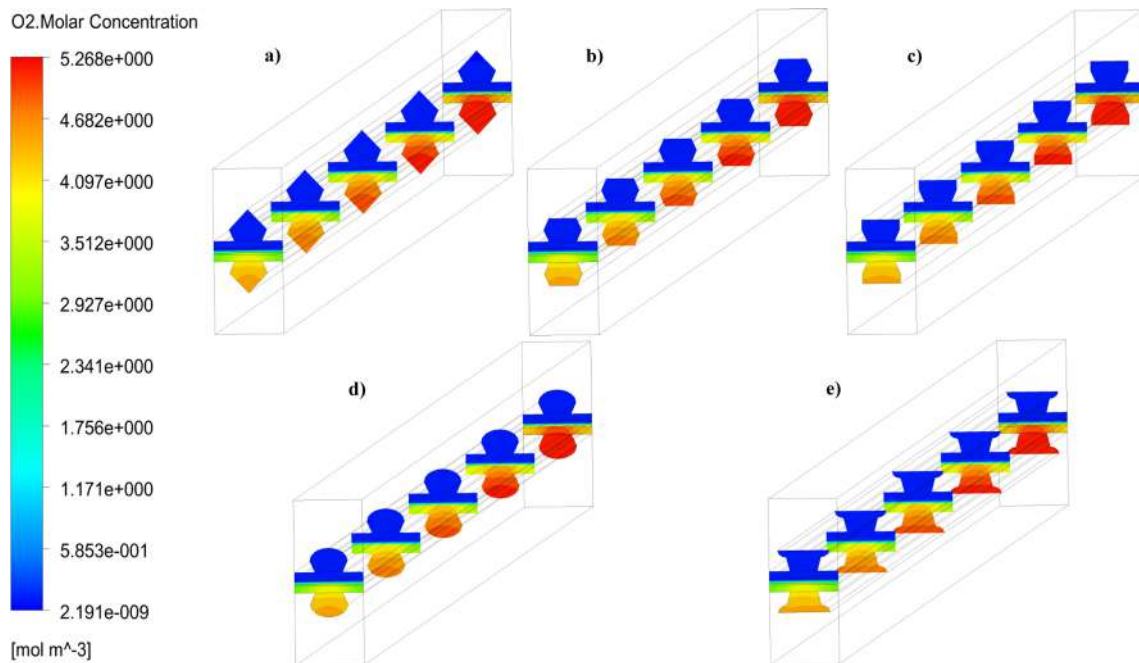 O2.Molar Concentration
5.268e+000
4.682e+000
4.097e+000
3.512e+000
2.927e+000
2.341e+000
1.756e+000
1.171e+000
5.853e-001
2.191e-009
[mol m^-3]
a)
b)
c)
d)
e)